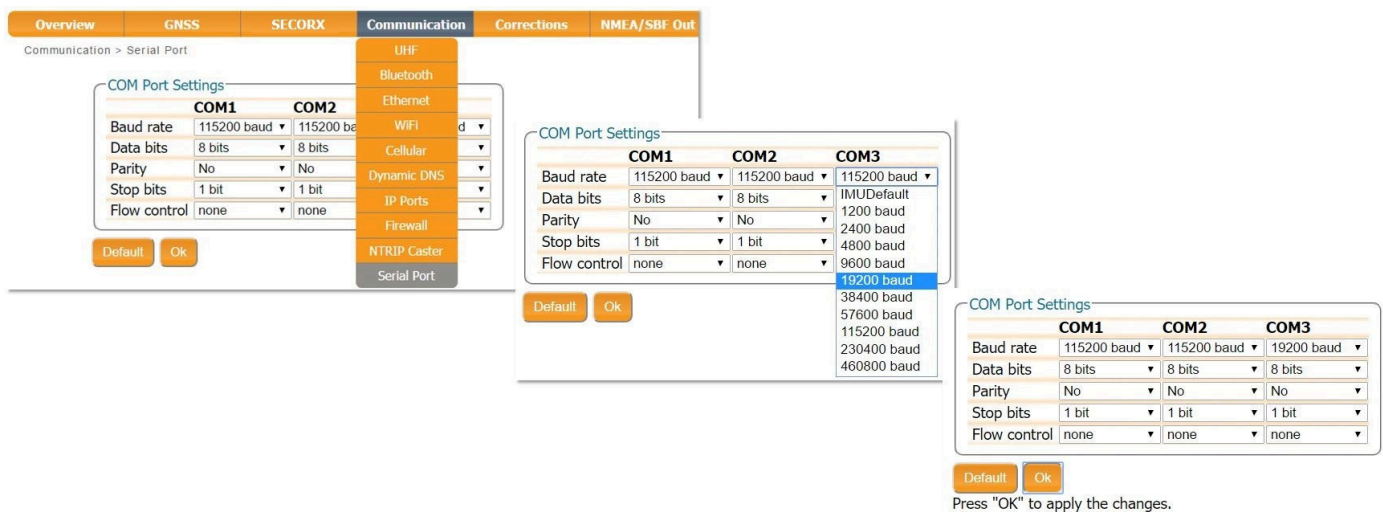 Overview GNSS SECORX Communication Corrections NMEA/SBF Out
Communication > Serial Port
UHF
Bluetooth
Ethernet
WiFi
Cellular
Dynamic DNS
IP Ports
Firewall
NTRIP Caster
Serial Port
COM Port Settings
COM1 COM2
Baud rate 115200 baud 115200 ba d
Data bits 8 bits 8 bits
Parity No No
Stop bits 1 bit 1 bit
Flow control none none
Default Ok
COM Port Settings
COM1 COM2 COM3
Baud rate 115200 baud 115200 baud 115200 baud
Data bits 8 bits 8 bits
Parity No No
Stop bits 1 bit 1 bit
Flow control none none
IMUDefault
1200 baud
2400 baud
4800 baud
9600 baud
19200 baud
38400 baud
57600 baud
115200 baud
230400 baud
460800 baud
Default Ok
COM Port Settings
COM1 COM2 COM3
Baud rate 115200 baud 115200 baud 19200 baud
Data bits 8 bits 8 bits 8 bits
Parity No No No
Stop bits 1 bit 1 bit 1 bit
Flow control none none none
Default Ok
Press "OK" to apply the changes.